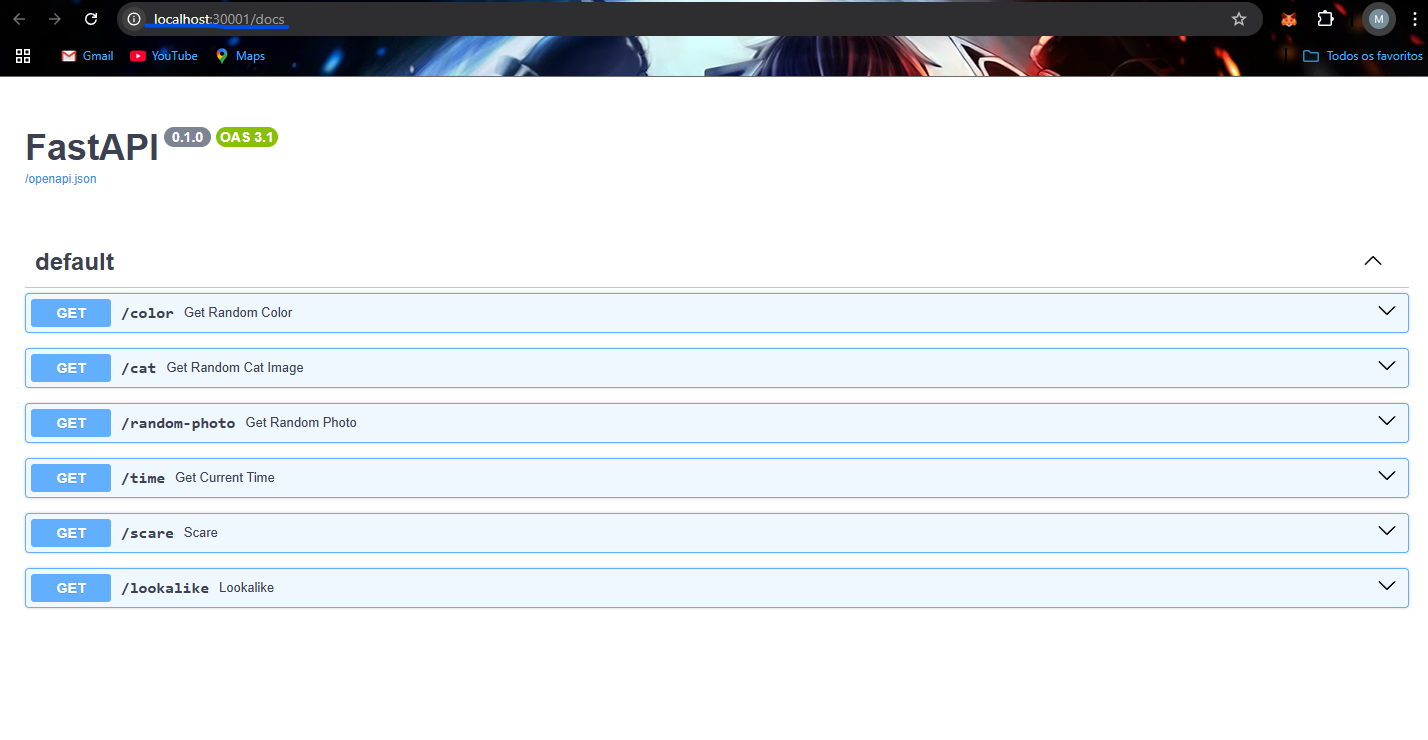 localhost:30001/docs
M
Gmail YouTube Maps Todos os favoritos
FastAPI 0.1.0 OAS 3.1
/openapi.json
default
GET /color Get Random Color
GET /cat Get Random Cat Image
GET /random-photo Get Random Photo
GET /time Get Current Time
GET /scare Scare
GET /lookalike Lookalike